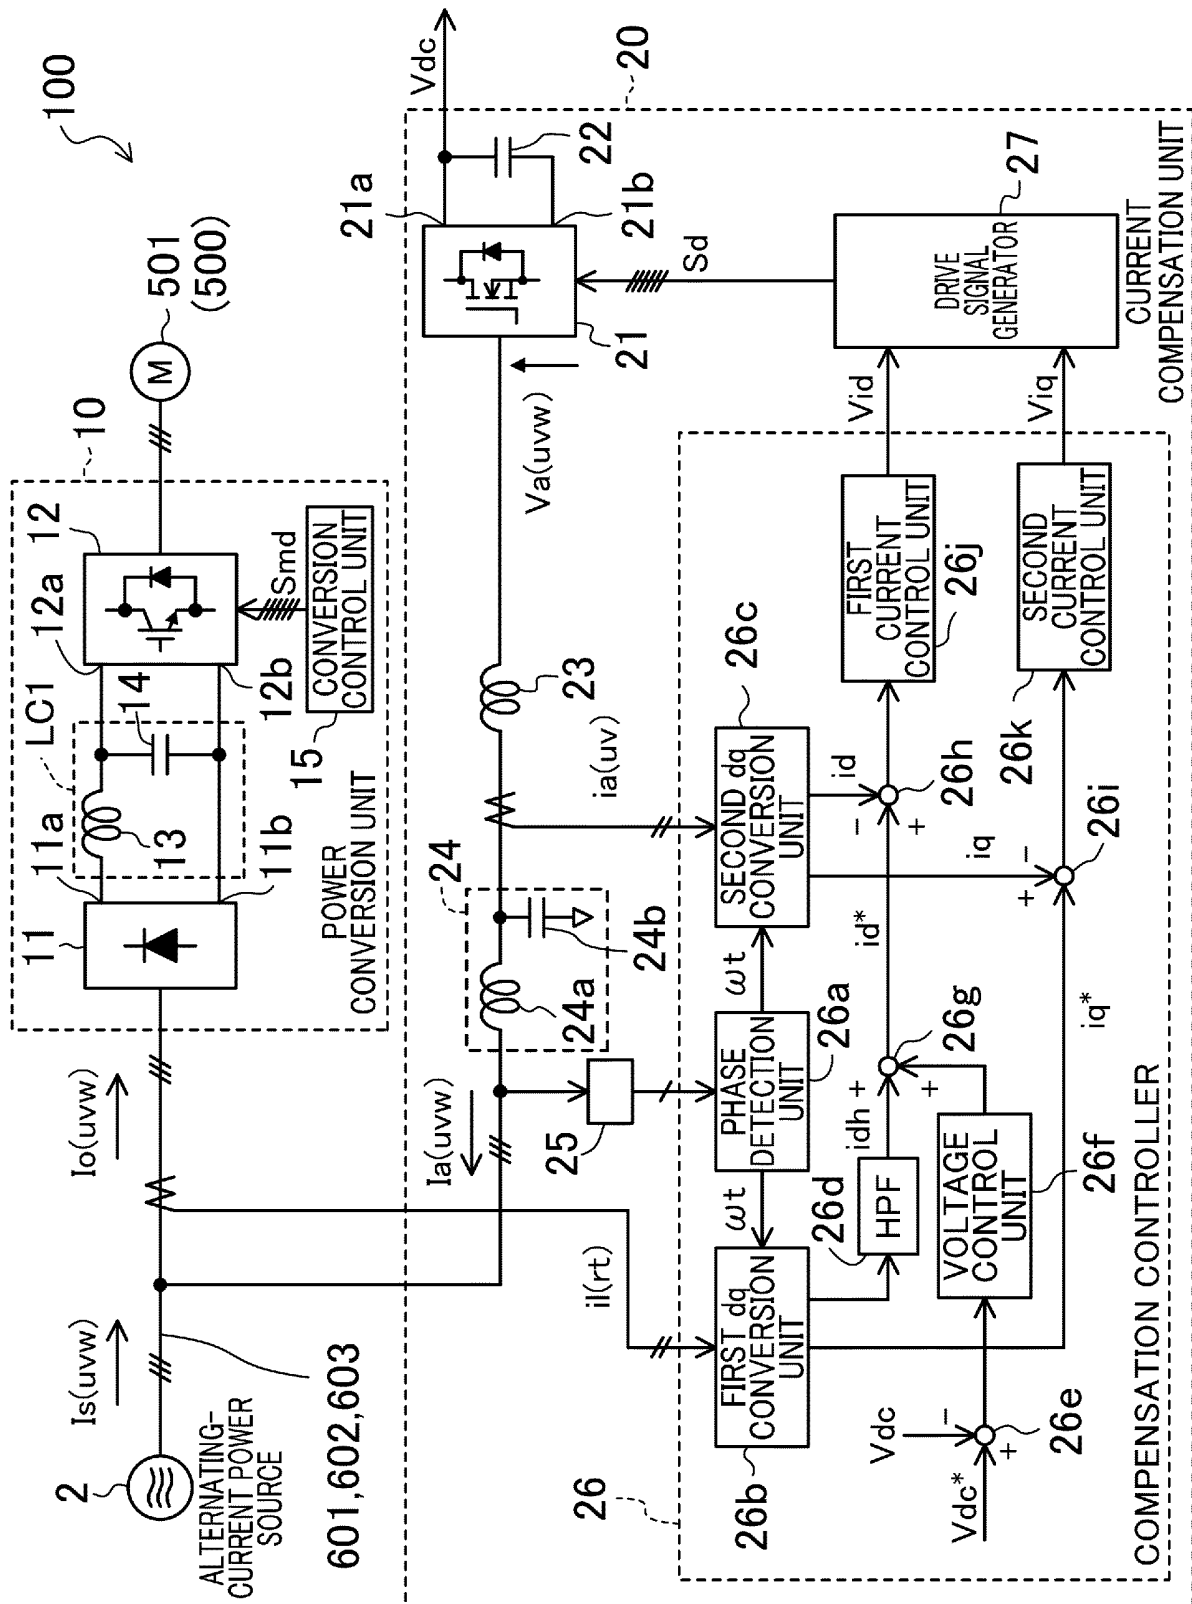 100
2
ALTERNATING-
CURRENT POWER
SOURCE
Is(uvw)
601,602,603
Io(uvw)
10
POWER
CONVERSION UNIT
11
11a
11b
LC1
13
14
12a
12b
12
Smd
15
CONVERSION
CONTROL UNIT
M
501
(500)
20
CURRENT
COMPENSATION UNIT
Ia(uvw)
24
24a
24b
25
ia(uv)
23
Va(uvw)
21
21a
21b
22
Vdc
Sd
il(rt)
26
COMPENSATION CONTROLLER
26b
FIRST dq
CONVERSION
UNIT
ωt
PHASE
DETECTION
UNIT
26a
ωt
SECOND dq
CONVERSION
UNIT
26c
26d
HPF
idh
+
+
26g
id*
id
−
+
26h
FIRST
CURRENT
CONTROL UNIT
26j
Vid
Vdc
−
Vdc*
+
26e
VOLTAGE
CONTROL
UNIT
26f
iq*
iq
−
+
26i
SECOND
CURRENT
CONTROL UNIT
26k
Viq
DRIVE
SIGNAL
GENERATOR
27